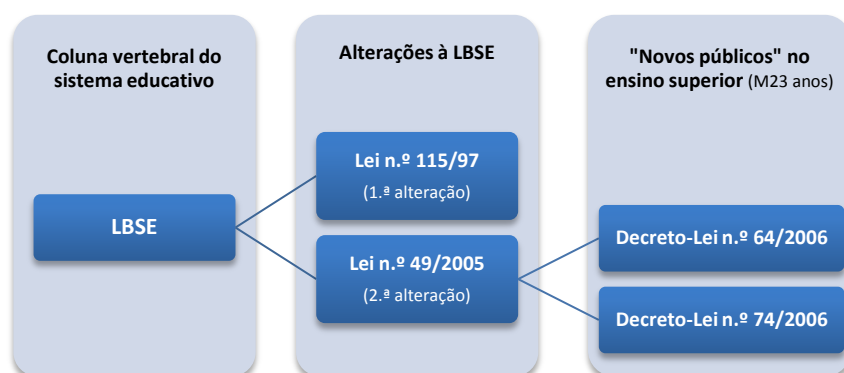 Coluna vertebral do
sistema educativo
LBSE
Alterações à LBSE
Lei n.º 115/97
(1.ª alteração)
Lei n.º 49/2005
(2.ª alteração)
"Novos públicos" no
ensino superior (M23 anos)
Decreto-Lei n.º 64/2006
Decreto-Lei n.º 74/2006